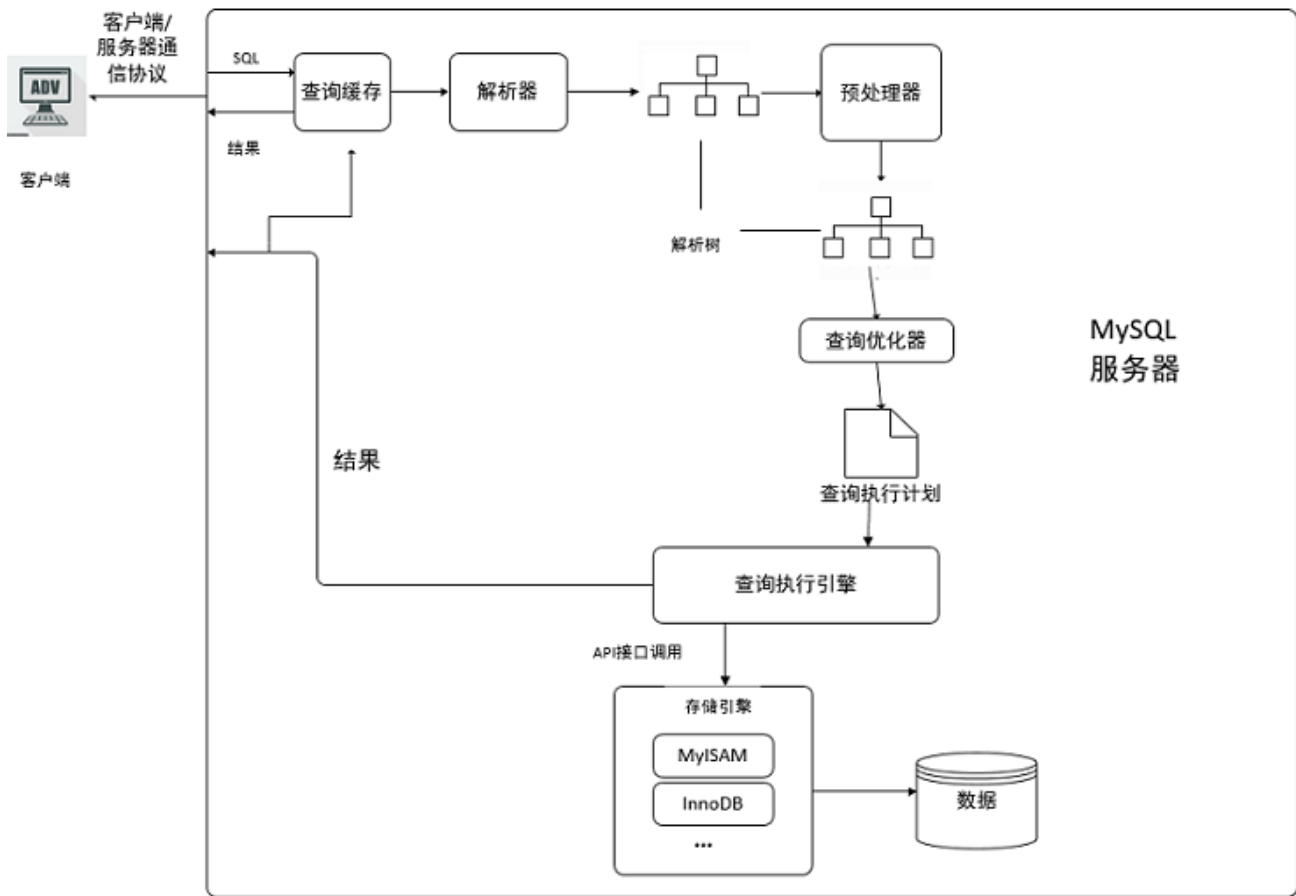 客户端/
服务器通
信协议
ADV
客户端
SQL
查询缓存
结果
解析器
预处理器
解析树
查询优化器
MySQL
服务器
查询执行计划
结果
查询执行引擎
API接口调用
存储引擎
MyISAM
InnoDB
...
数据